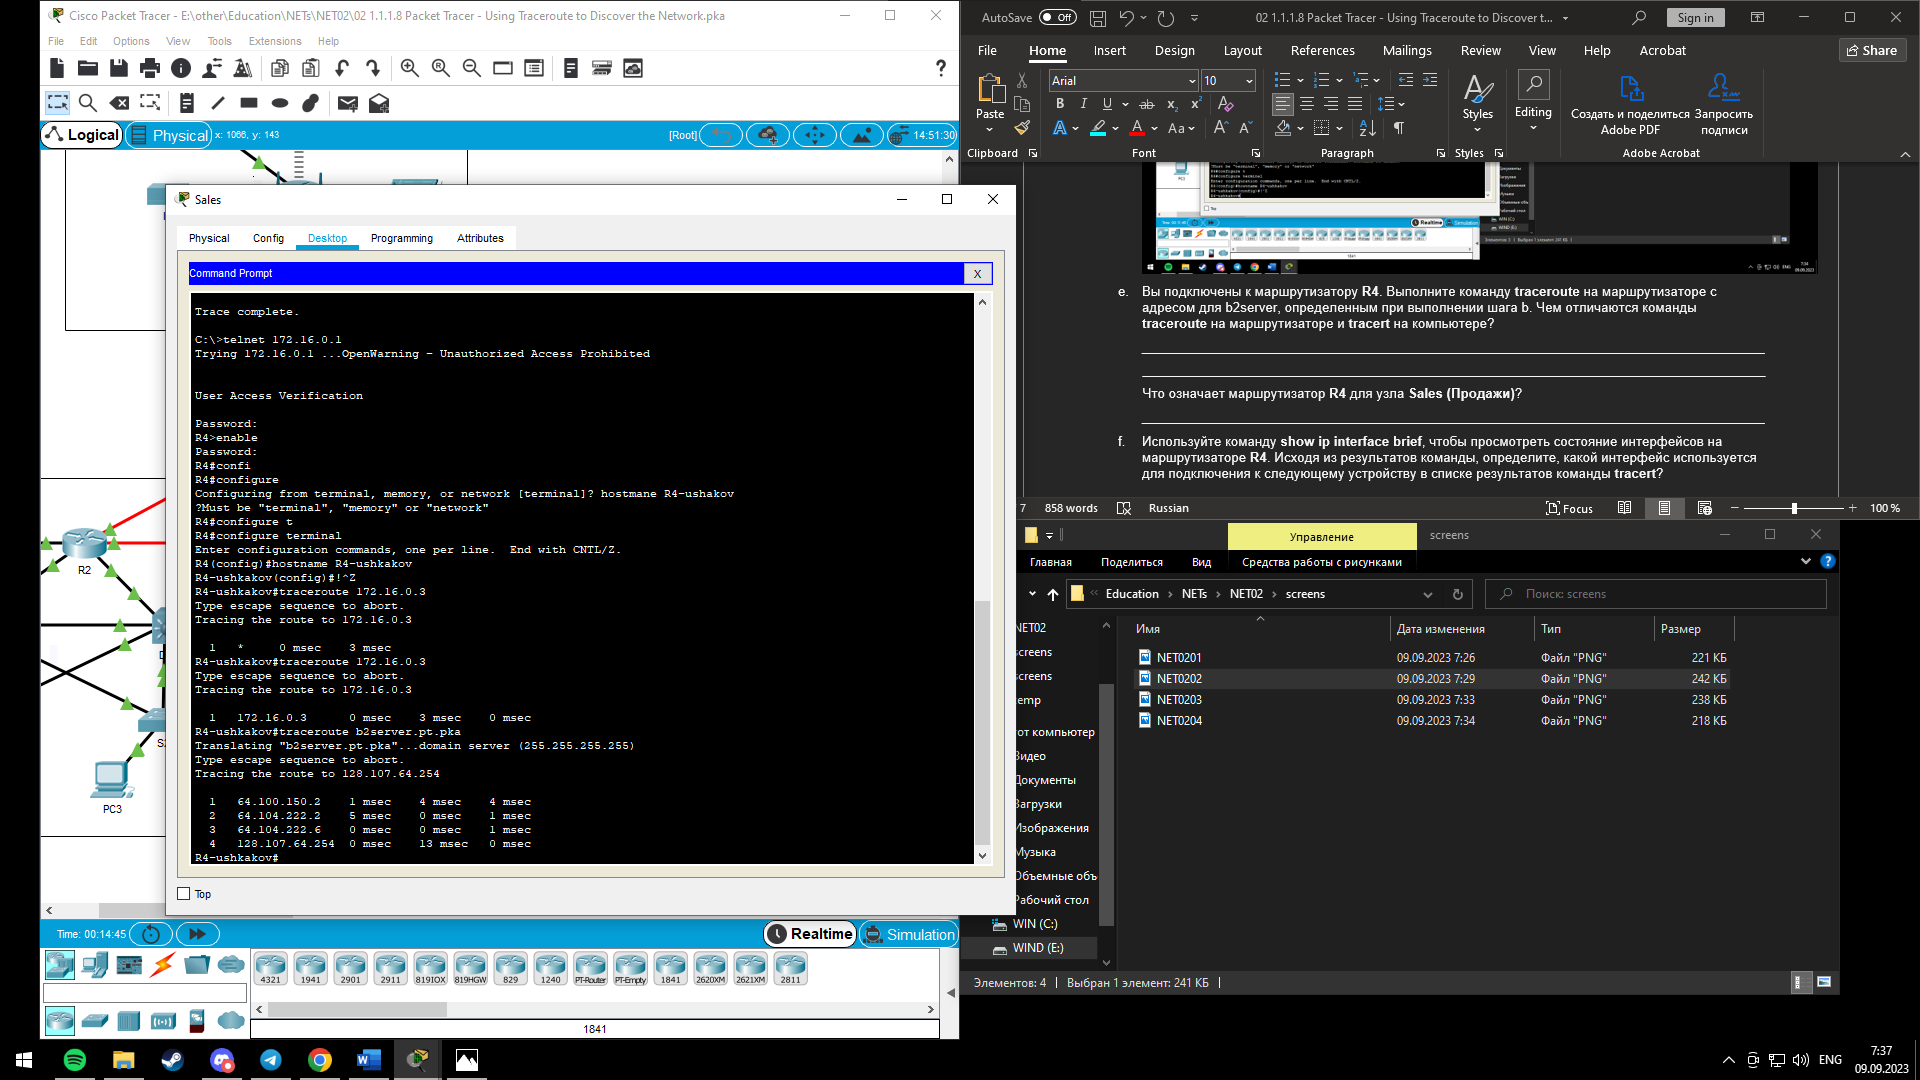 Cisco Packet Tracer - E:\other\Education\NETs\NET02\02 1.1.1.8 Packet Tracer - Using Traceroute to Discover the Network.pka
File Edit Options View Tools Extensions Help
Logical Physical x: 1066, y: 143 [Root] 14:51:30
R2
PC3
Sales
Physical Config Desktop Programming Attributes
Command Prompt X
Trace complete.
C:\>telnet 172.16.0.1
Trying 172.16.0.1 ...OpenWarning - Unauthorized Access Prohibited
User Access Verification
Password:
R4>enable
Password:
R4#confi
R4#configure
Configuring from terminal, memory, or network [terminal]? hostmane R4-ushakov
?Must be "terminal", "memory" or "network"
R4#configure t
R4#configure terminal
Enter configuration commands, one per line.  End with CNTL/Z.
R4(config)#hostname R4-ushkakov
R4-ushkakov(config)#!^Z
R4-ushkakov#traceroute 172.16.0.3
Type escape sequence to abort.
Tracing the route to 172.16.0.3
1 * 0 msec 3 msec
R4-ushkakov#traceroute 172.16.0.3
Type escape sequence to abort.
Tracing the route to 172.16.0.3
1 172.16.0.3 0 msec 3 msec 0 msec
R4-ushkakov#traceroute b2server.pt.pka
Translating "b2server.pt.pka"...domain server (255.255.255.255)
Type escape sequence to abort.
Tracing the route to 128.107.64.254
1 64.100.150.2 1 msec 4 msec 4 msec
2 64.104.222.2 5 msec 0 msec 1 msec
3 64.104.222.6 0 msec 0 msec 1 msec
4 128.107.64.254 0 msec 13 msec 0 msec
R4-ushkakov#
Top
Time: 00:14:45 Realtime Simulation
4321 1941 2901 2911 819IOX 819HGW 829 1240 PT-Router PT-Empty 1841 2620XM 2621XM 2811
1841
AutoSave Off 02 1.1.1.8 Packet Tracer - Using Traceroute to Discover t... Sign in
File Home Insert Design Layout References Mailings Review View Help Acrobat Share
Paste Arial 10 Styles Editing Создать и поделиться Adobe PDF Запросить подписи
Clipboard Font Paragraph Styles Adobe Acrobat
e. Вы подключены к маршрутизатору R4. Выполните команду traceroute на маршрутизаторе с
адресом для b2server, определенным при выполнении шага b. Чем отличаются команды
traceroute на маршрутизаторе и tracert на компьютере?
Что означает маршрутизатор R4 для узла Sales (Продажи)?
f. Используйте команду show ip interface brief, чтобы просмотреть состояние интерфейсов на
маршрутизаторе R4. Исходя из результатов команды, определите, какой интерфейс используется
для подключения к следующему устройству в списке результатов команды tracert?
7 858 words Russian Focus 100 %
Управление screens
Главная Поделиться Вид Средства работы с рисунками
Education NETs NET02 screens Поиск: screens
Имя Дата изменения Тип Размер
NET0201 09.09.2023 7:26 Файл "PNG" 221 КБ
NET0202 09.09.2023 7:29 Файл "PNG" 242 КБ
NET0203 09.09.2023 7:33 Файл "PNG" 238 КБ
NET0204 09.09.2023 7:34 Файл "PNG" 218 КБ
NET02
screens
screens
temp
от компьютер
Видео
Документы
Загрузки
Изображения
Музыка
Объемные объ
Рабочий стол
WIN (C:)
WIND (E:)
Элементов: 4 Выбран 1 элемент: 241 КБ
ENG 7:37
09.09.2023